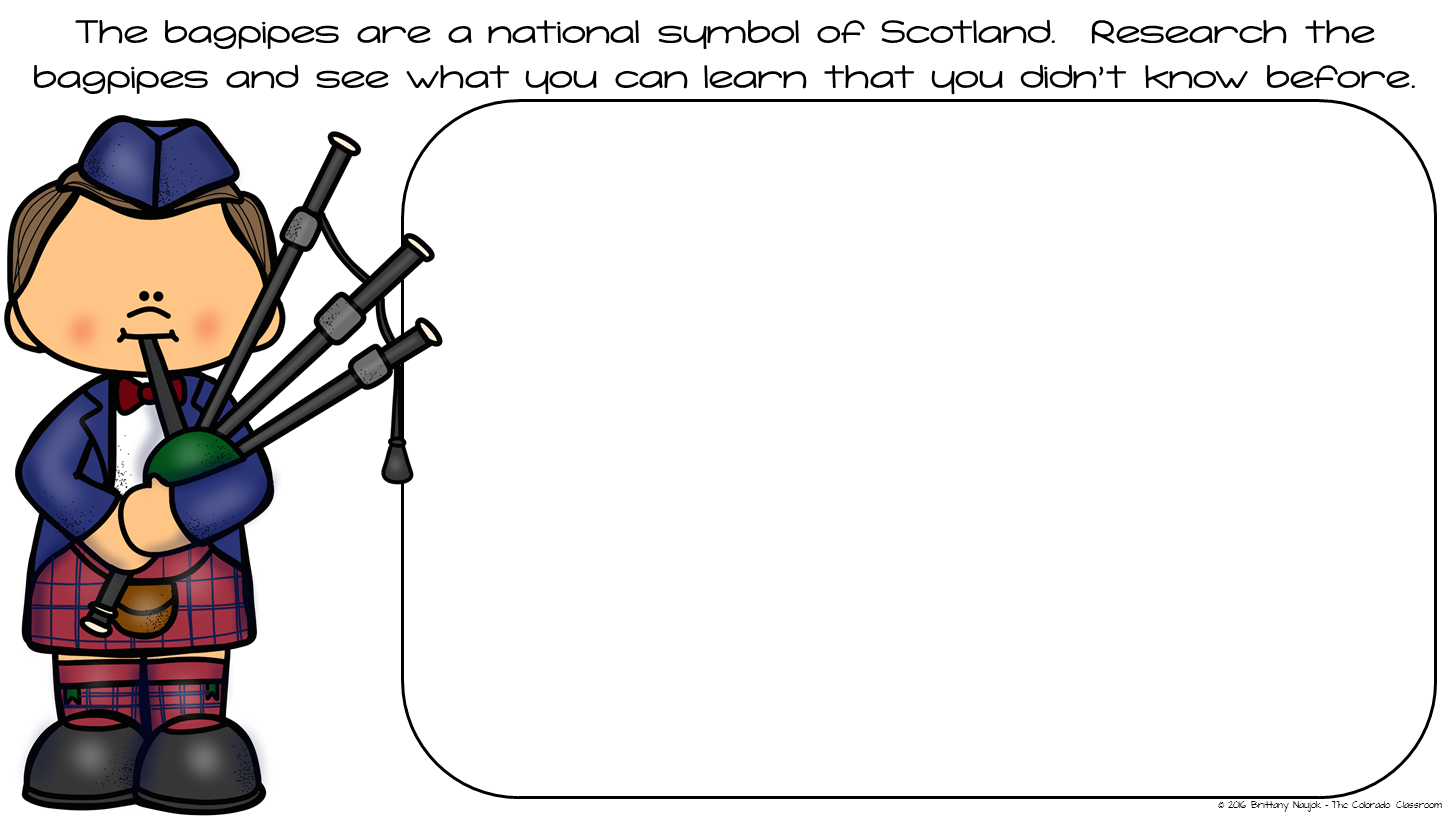 The bagpipes are a national symbol of Scotland.  Research the
bagpipes and see what you can learn that you didn't know before.
© 2016 Brittany Naujok - The Colorado Classroom